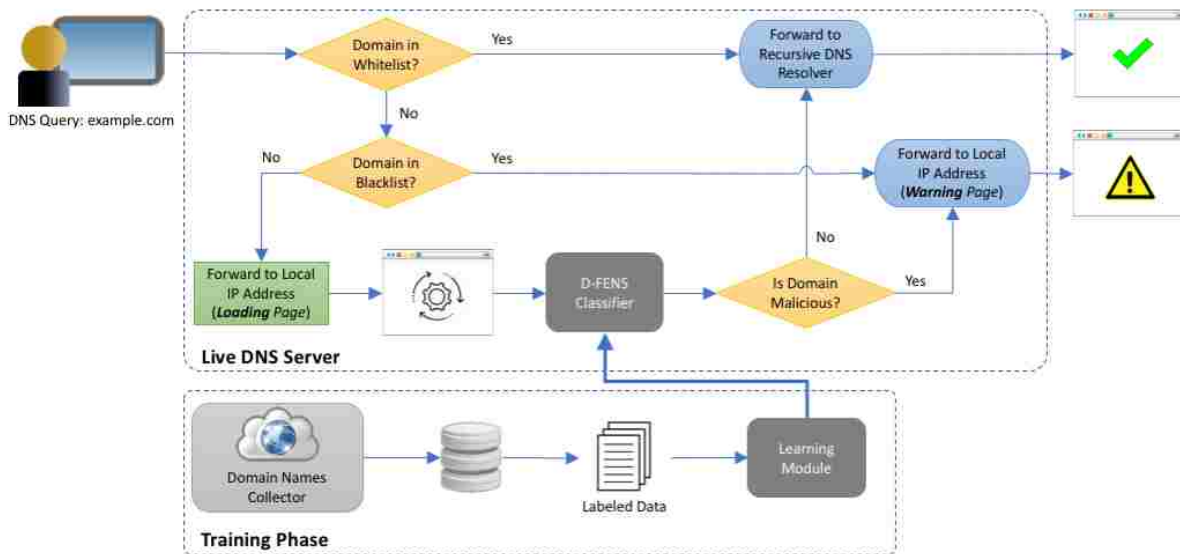 DNS Query: example.com
Domain in
Whitelist?
Yes
Forward to
Recursive DNS
Resolver
No
No
Domain in
Blacklist?
Yes
Forward to Local
IP Address
(Warning Page)
Forward to Local
IP Address
(Loading Page)
D-FENS
Classifier
No
Is Domain
Malicious?
Yes
Live DNS Server
Domain Names
Collector
Labeled Data
Learning
Module
Training Phase